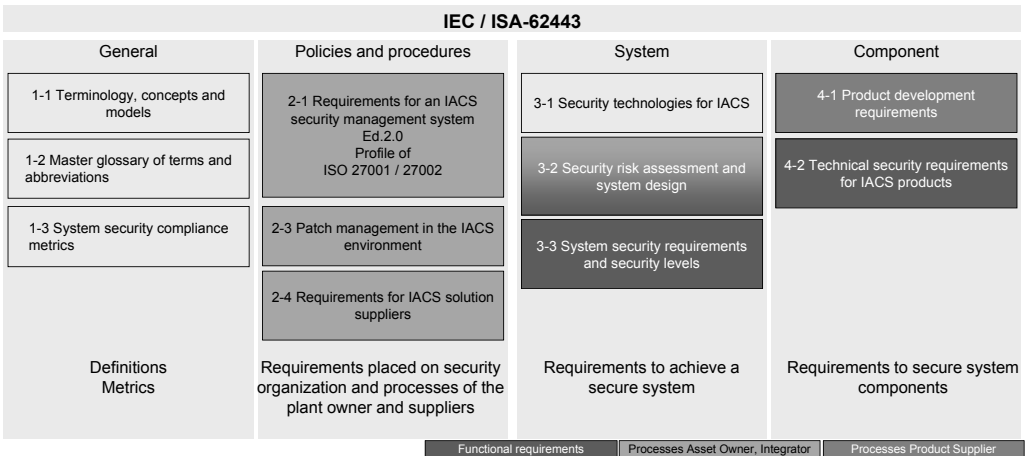 IEC / ISA-62443
General
1-1 Terminology, concepts and
models
1-2 Master glossary of terms and
abbreviations
1-3 System security compliance
metrics
Definitions
Metrics
Policies and procedures
2-1 Requirements for an IACS
security management system
Ed.2.0
Profile of
ISO 27001 / 27002
2-3 Patch management in the IACS
environment
2-4 Requirements for IACS solution
suppliers
Requirements placed on security
organization and processes of the
plant owner and suppliers
System
3-1 Security technologies for IACS
3-2 Security risk assessment and
system design
3-3 System security requirements
and security levels
Requirements to achieve a
secure system
Component
4-1 Product development
requirements
4-2 Technical security requirements
for IACS products
Requirements to secure system
components
Functional requirements
Processes Asset Owner, Integrator
Processes Product Supplier